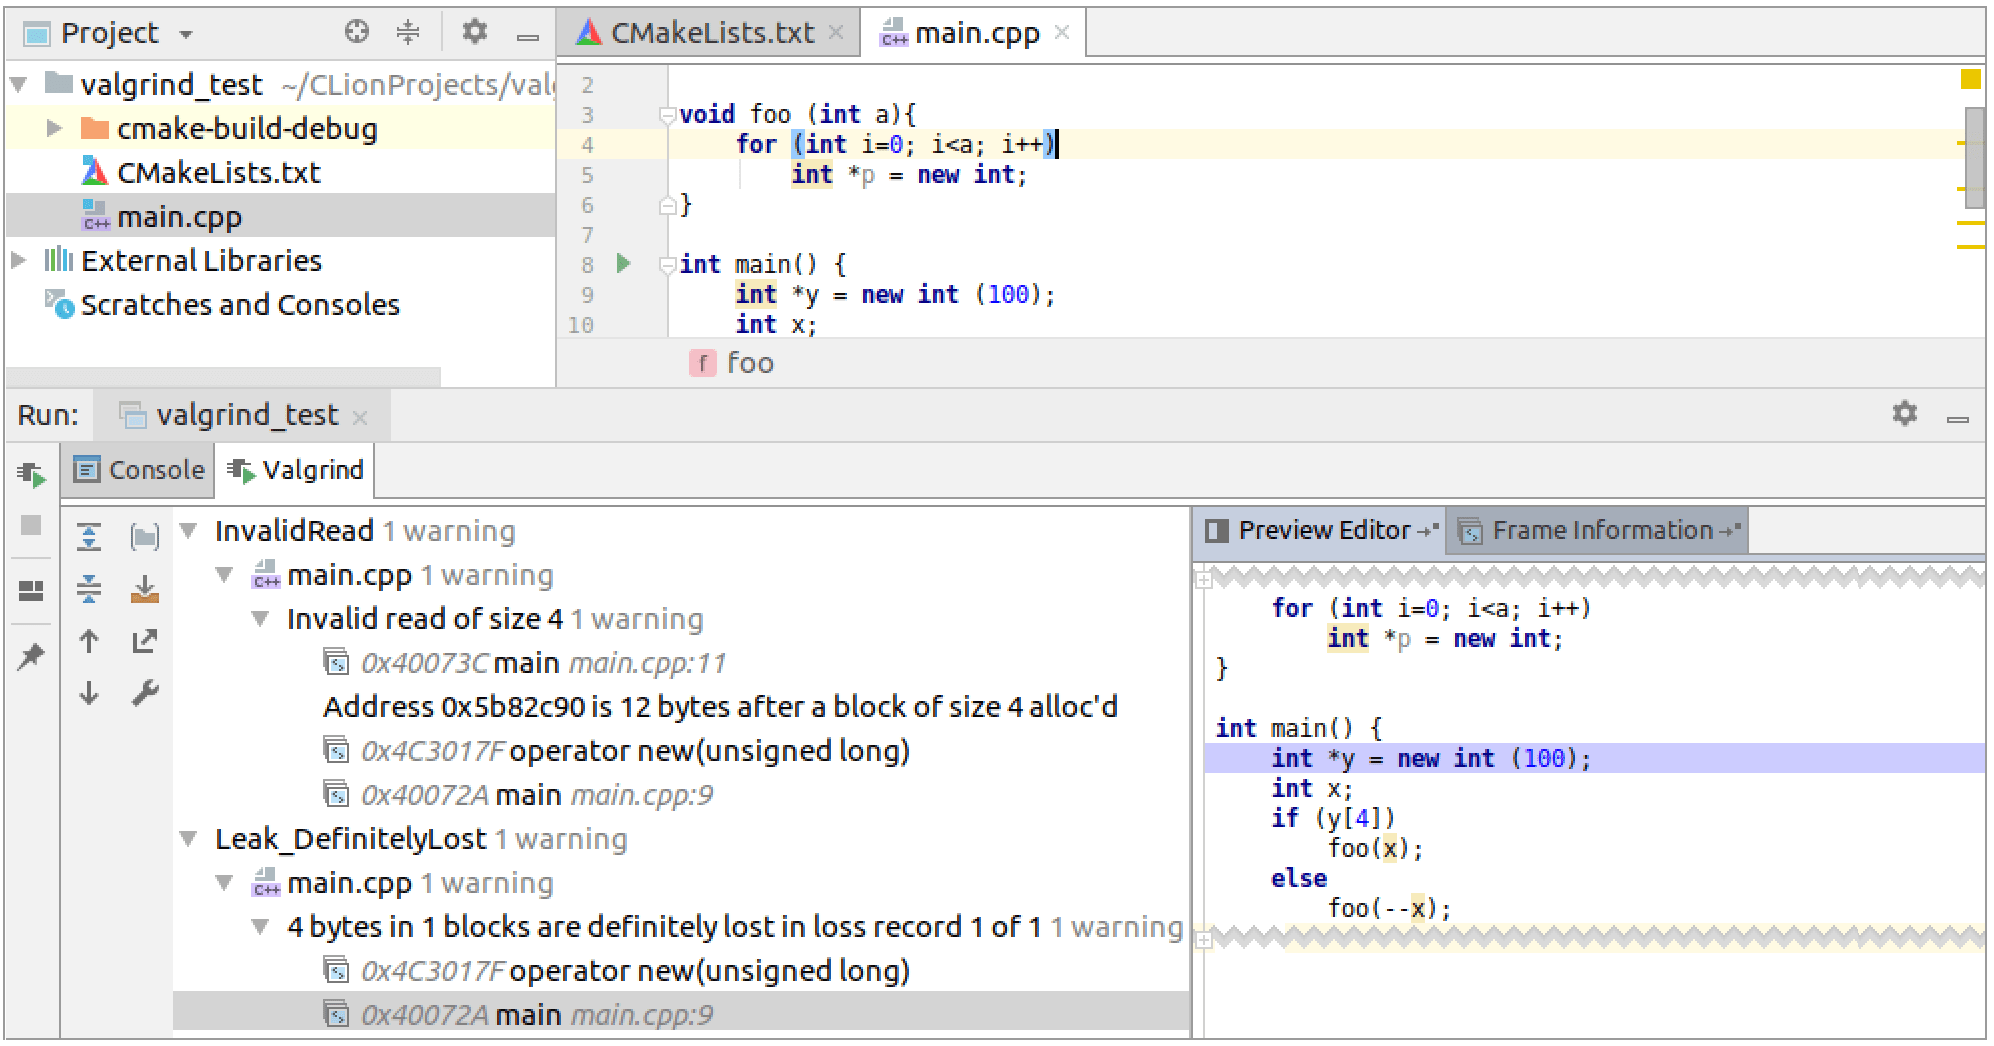 Project
valgrind_test ~/CLionProjects/val
cmake-build-debug
CMakeLists.txt
C++ main.cpp
External Libraries
Scratches and Consoles
CMakeLists.txt
C++ main.cpp
2
3 void foo (int a){
4 for (int i=0; i<a; i++)
5 int *p = new int;
6 }
7
8 int main() {
9 int *y = new int (100);
10 int x;
f foo
Run: valgrind_test
Console Valgrind
InvalidRead 1 warning
C++ main.cpp 1 warning
Invalid read of size 4 1 warning
0x40073C main main.cpp:11
Address 0x5b82c90 is 12 bytes after a block of size 4 alloc'd
0x4C3017F operator new(unsigned long)
0x40072A main main.cpp:9
Leak_DefinitelyLost 1 warning
C++ main.cpp 1 warning
4 bytes in 1 blocks are definitely lost in loss record 1 of 1 1 warning
0x4C3017F operator new(unsigned long)
0x40072A main main.cpp:9
Preview Editor Frame Information
for (int i=0; i<a; i++)
int *p = new int;
}
int main() {
int *y = new int (100);
int x;
if (y[4])
foo(x);
else
foo(--x);